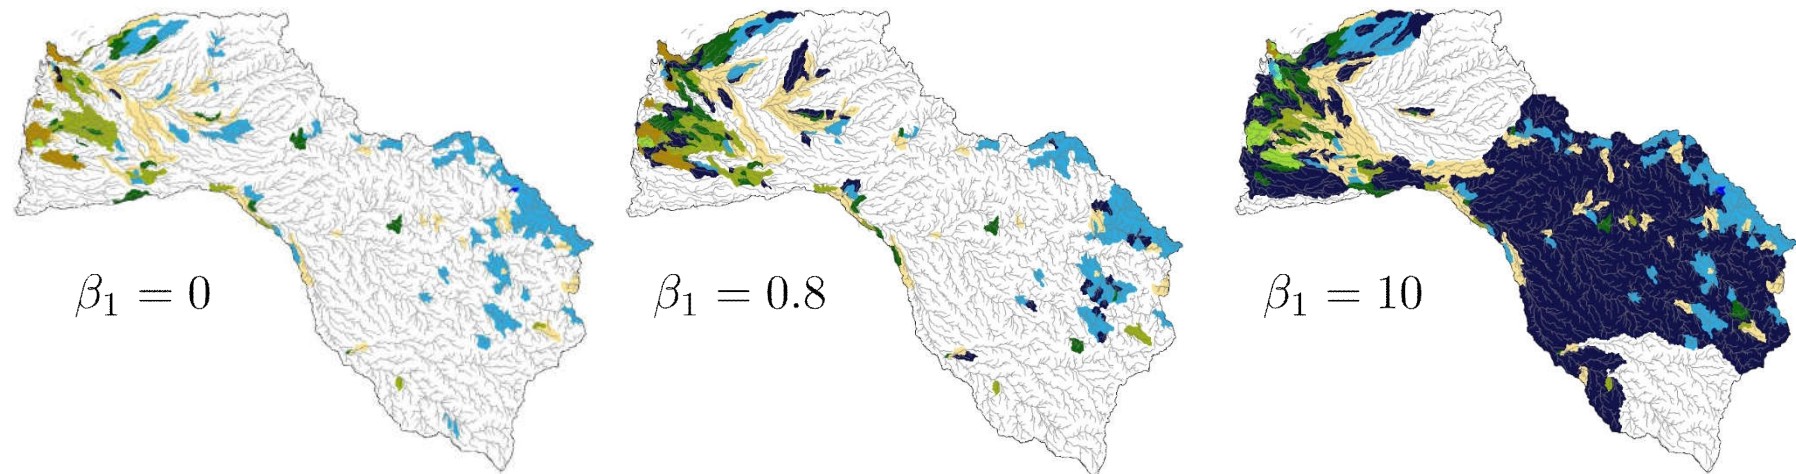 β₁ = 0
β₁ = 0.8
β₁ = 10